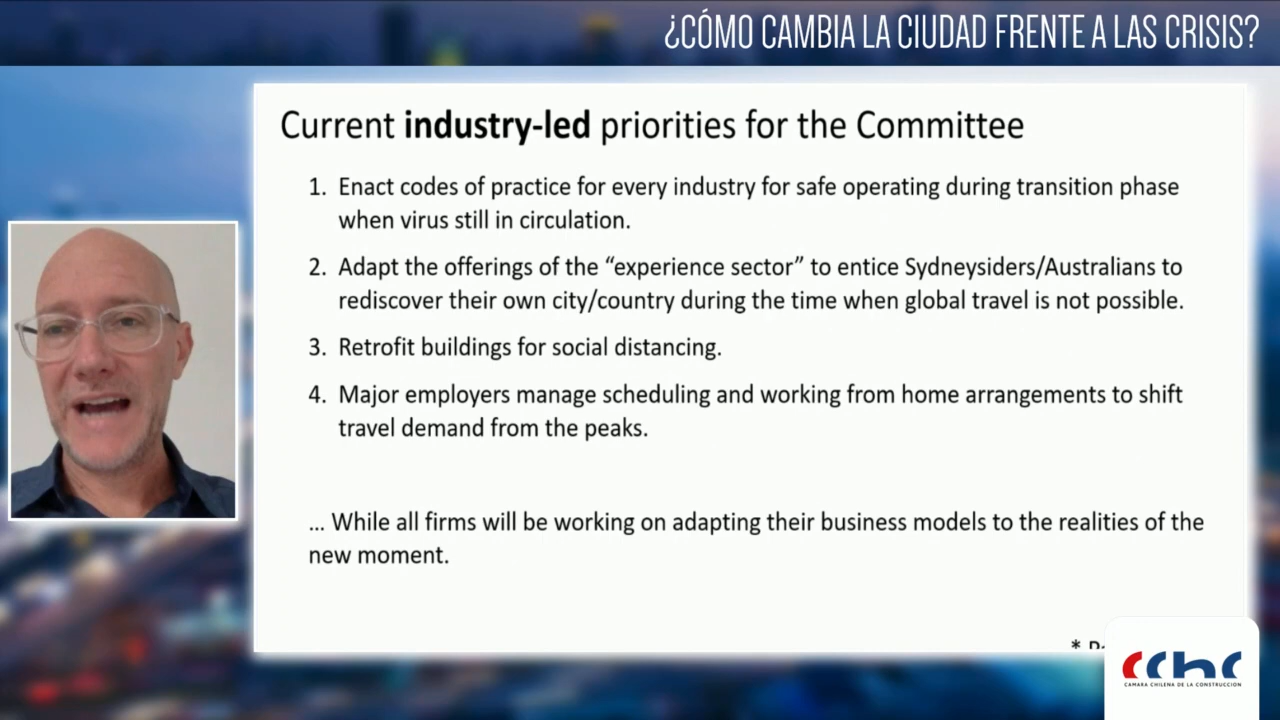 ¿CÓMO CAMBIA LA CIUDAD FRENTE A LAS CRISIS?
Current industry-led priorities for the Committee
1. Enact codes of practice for every industry for safe operating during transition phase
when virus still in circulation.
2. Adapt the offerings of the “experience sector” to entice Sydneysiders/Australians to
rediscover their own city/country during the time when global travel is not possible.
3. Retrofit buildings for social distancing.
4. Major employers manage scheduling and working from home arrangements to shift
travel demand from the peaks.
... While all firms will be working on adapting their business models to the realities of the
new moment.
*
cchc
CAMARA CHILENA DE LA CONSTRUCCION